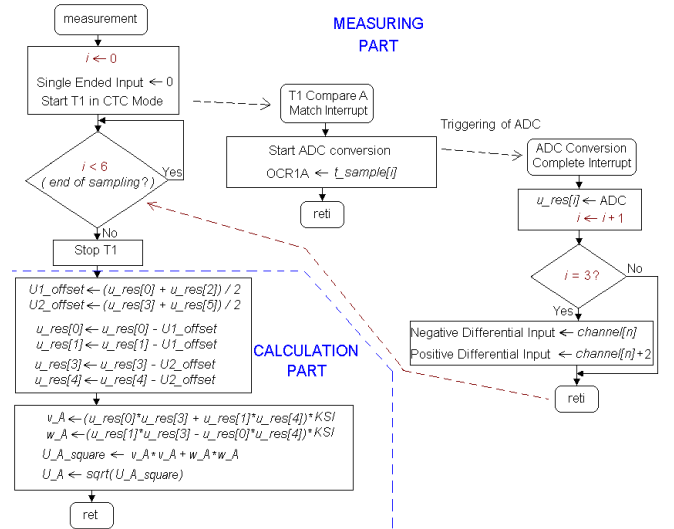 measurement
MEASURING
PART
i ← 0
Single Ended Input ← 0
Start T1 in CTC Mode
T1 Compare A
Match Interrupt
Triggering of ADC
Start ADC conversion
OCR1A ← t_sample[i]
reti
ADC Conversion
Complete Interrupt
i < 6
( end of sampling? )
Yes
No
Stop T1
u_res[i] ← ADC
i ← i + 1
i = 3?
No
Yes
Negative Differential Input ← channel[n]
Positive Differential Input ← channel[n]+2
reti
U1_offset ← (u_res[0] + u_res[2]) / 2
U2_offset ← (u_res[3] + u_res[5]) / 2
u_res[0] ← u_res[0] - U1_offset
u_res[1] ← u_res[1] - U1_offset
u_res[3] ← u_res[3] - U2_offset
u_res[4] ← u_res[4] - U2_offset
CALCULATION
PART
v_A ← (u_res[0]*u_res[3] + u_res[1]*u_res[4])*KSI
w_A ← (u_res[1]*u_res[3] - u_res[0]*u_res[4])*KSI
U_A_square ← v_A*v_A + w_A*w_A
U_A ← sqrt(U_A_square)
ret